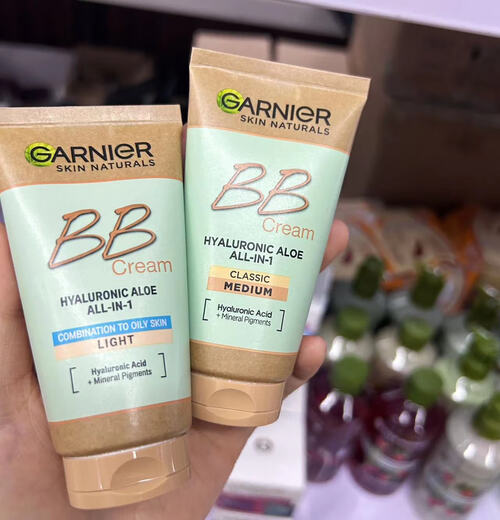 GARNIER
SKIN NATURALS
BB
Cream
HYALURONIC ALOE
ALL-IN-1
COMBINATION TO OILY SKIN
LIGHT
Hyaluronic Acid
+ Mineral Pigments
GARNIER
SKIN NATURALS
BB
Cream
HYALURONIC ALOE
ALL-IN-1
CLASSIC
MEDIUM
Hyaluronic Acid
+ Mineral Pigments